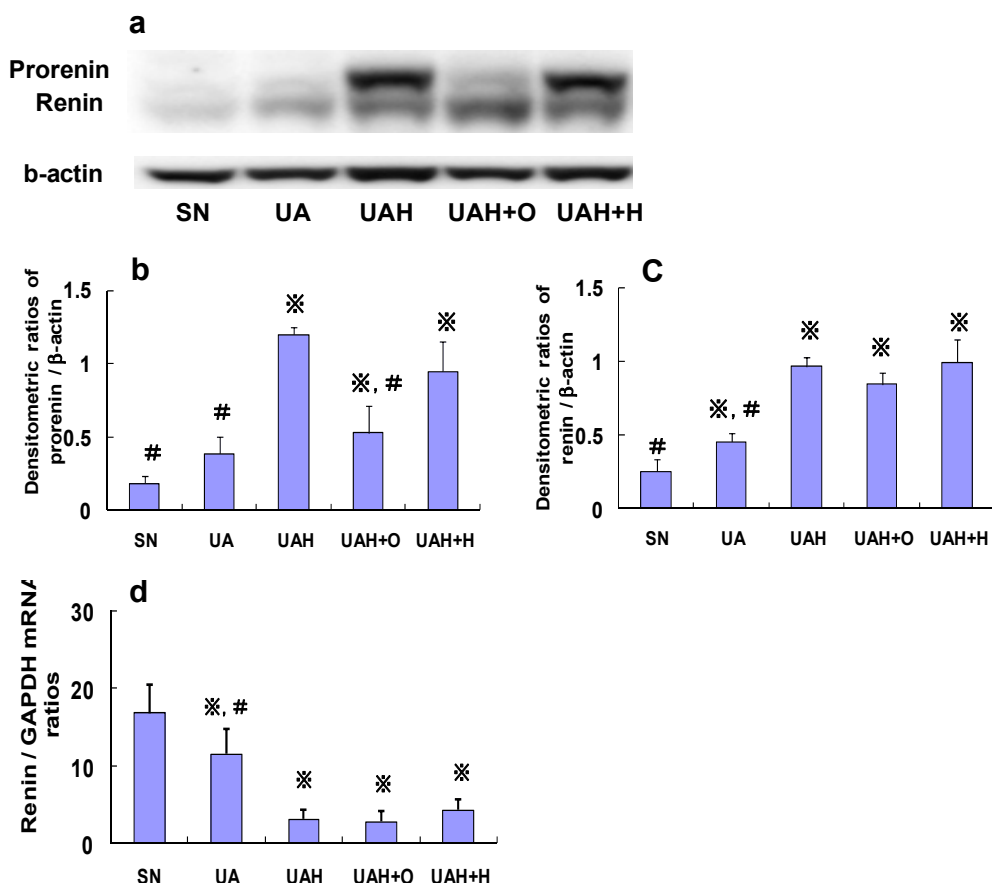 a
Prorenin
Renin
b-actin
SN UA UAH UAH+O UAH+H
b
Densitometric ratios of
prorenin / β-actin
1.5
1
0.5
0
※
※
※, #
#
#
SN UA UAH UAH+O UAH+H
C
Densitometric ratios of
renin / β-actin
1.5
1
0.5
0
※
※
※
※, #
#
SN UA UAH UAH+O UAH+H
d
Renin / GAPDH mRNA
ratios
30
20
10
0
※, #
※
※
※
SN UA UAH UAH+O UAH+H